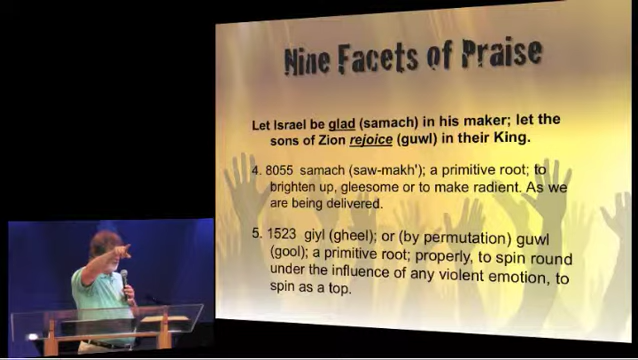 Nine Facets of Praise
Let Israel be glad (samach) in his maker; let the
sons of Zion rejoice (guwl) in their King.
4. 8055 samach (saw-makh'); a primitive root; to
brighten up, gleesome or to make radient. As we
are being delivered.
5. 1523 giyl (gheel); or (by permutation) guwl
(gool); a primitive root; properly, to spin round
under the influence of any violent emotion, to
spin as a top.